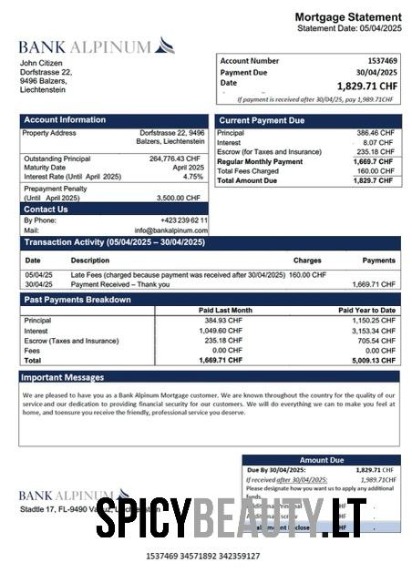 Mortgage Statement
Statement Date: 05/04/2025
BANK ALPINUM
John Citizen
Dorfstrasse 22,
9496 Balzers,
Liechtenstein
Account Number 1537469
Payment Due 30/04/2025
Date 1,829.71 CHF
If payment is received after 30/04/25, pay 1,989.71CHF
Account Information
Property Address Dorfstrasse 22, 9496
Balzers, Liechtenstein
Outstanding Principal 264,776.43 CHF
Maturity Date April 2025
Interest Rate (Until April 2025) 4.75%
Prepayment Penalty
(Until April 2025) 3,500.00 CHF
Contact Us
By Phone: +423 239 62 11
Mail: info@bankalpinum.com
Current Payment Due
Principal 386.46 CHF
Interest 8.07 CHF
Escrow (for Taxes and Insurance) 235.18 CHF
Regular Monthly Payment 1,669.7 CHF
Total Fees Charged 160.00 CHF
Total Amount Due 1,829.7 CHF
Transaction Activity (05/04/2025 – 30/04/2025)
Date Description Charges Payments
05/04/25 Late Fees (charged because payment was received after 30/04/2025) 160.00 CHF
30/04/25 Payment Received – Thank you 1,669.71 CHF
Past Payments Breakdown
Paid Last Month Paid Year to Date
Principal 384.93 CHF 1,150.25 CHF
Interest 1,049.60 CHF 3,153.34 CHF
Escrow (Taxes and Insurance) 235.18 CHF 705.54 CHF
Fees 0.00 CHF 0.00 CHF
Total 1,669.71 CHF 5,009.13 CHF
Important Messages
We are pleased to have you as a Bank Alpinum Mortgage customer. We are known throughout the country for the quality of our
service and our dedication to providing financial security for our customers. We will do everything we can to make you feel at
home, and toensure you receive the friendly, professional service you deserve.
Amount Due
Due By 30/04/2025: 1,829.71 CHF
If received after 30/04/2025: 1,989.71CHF
Please designate how you want us to apply any additional
funds.
BANK ALPINUM
Stadtle 17, FL-9490
SPICYBEAUTY.LT
1537469 34571892 342359127